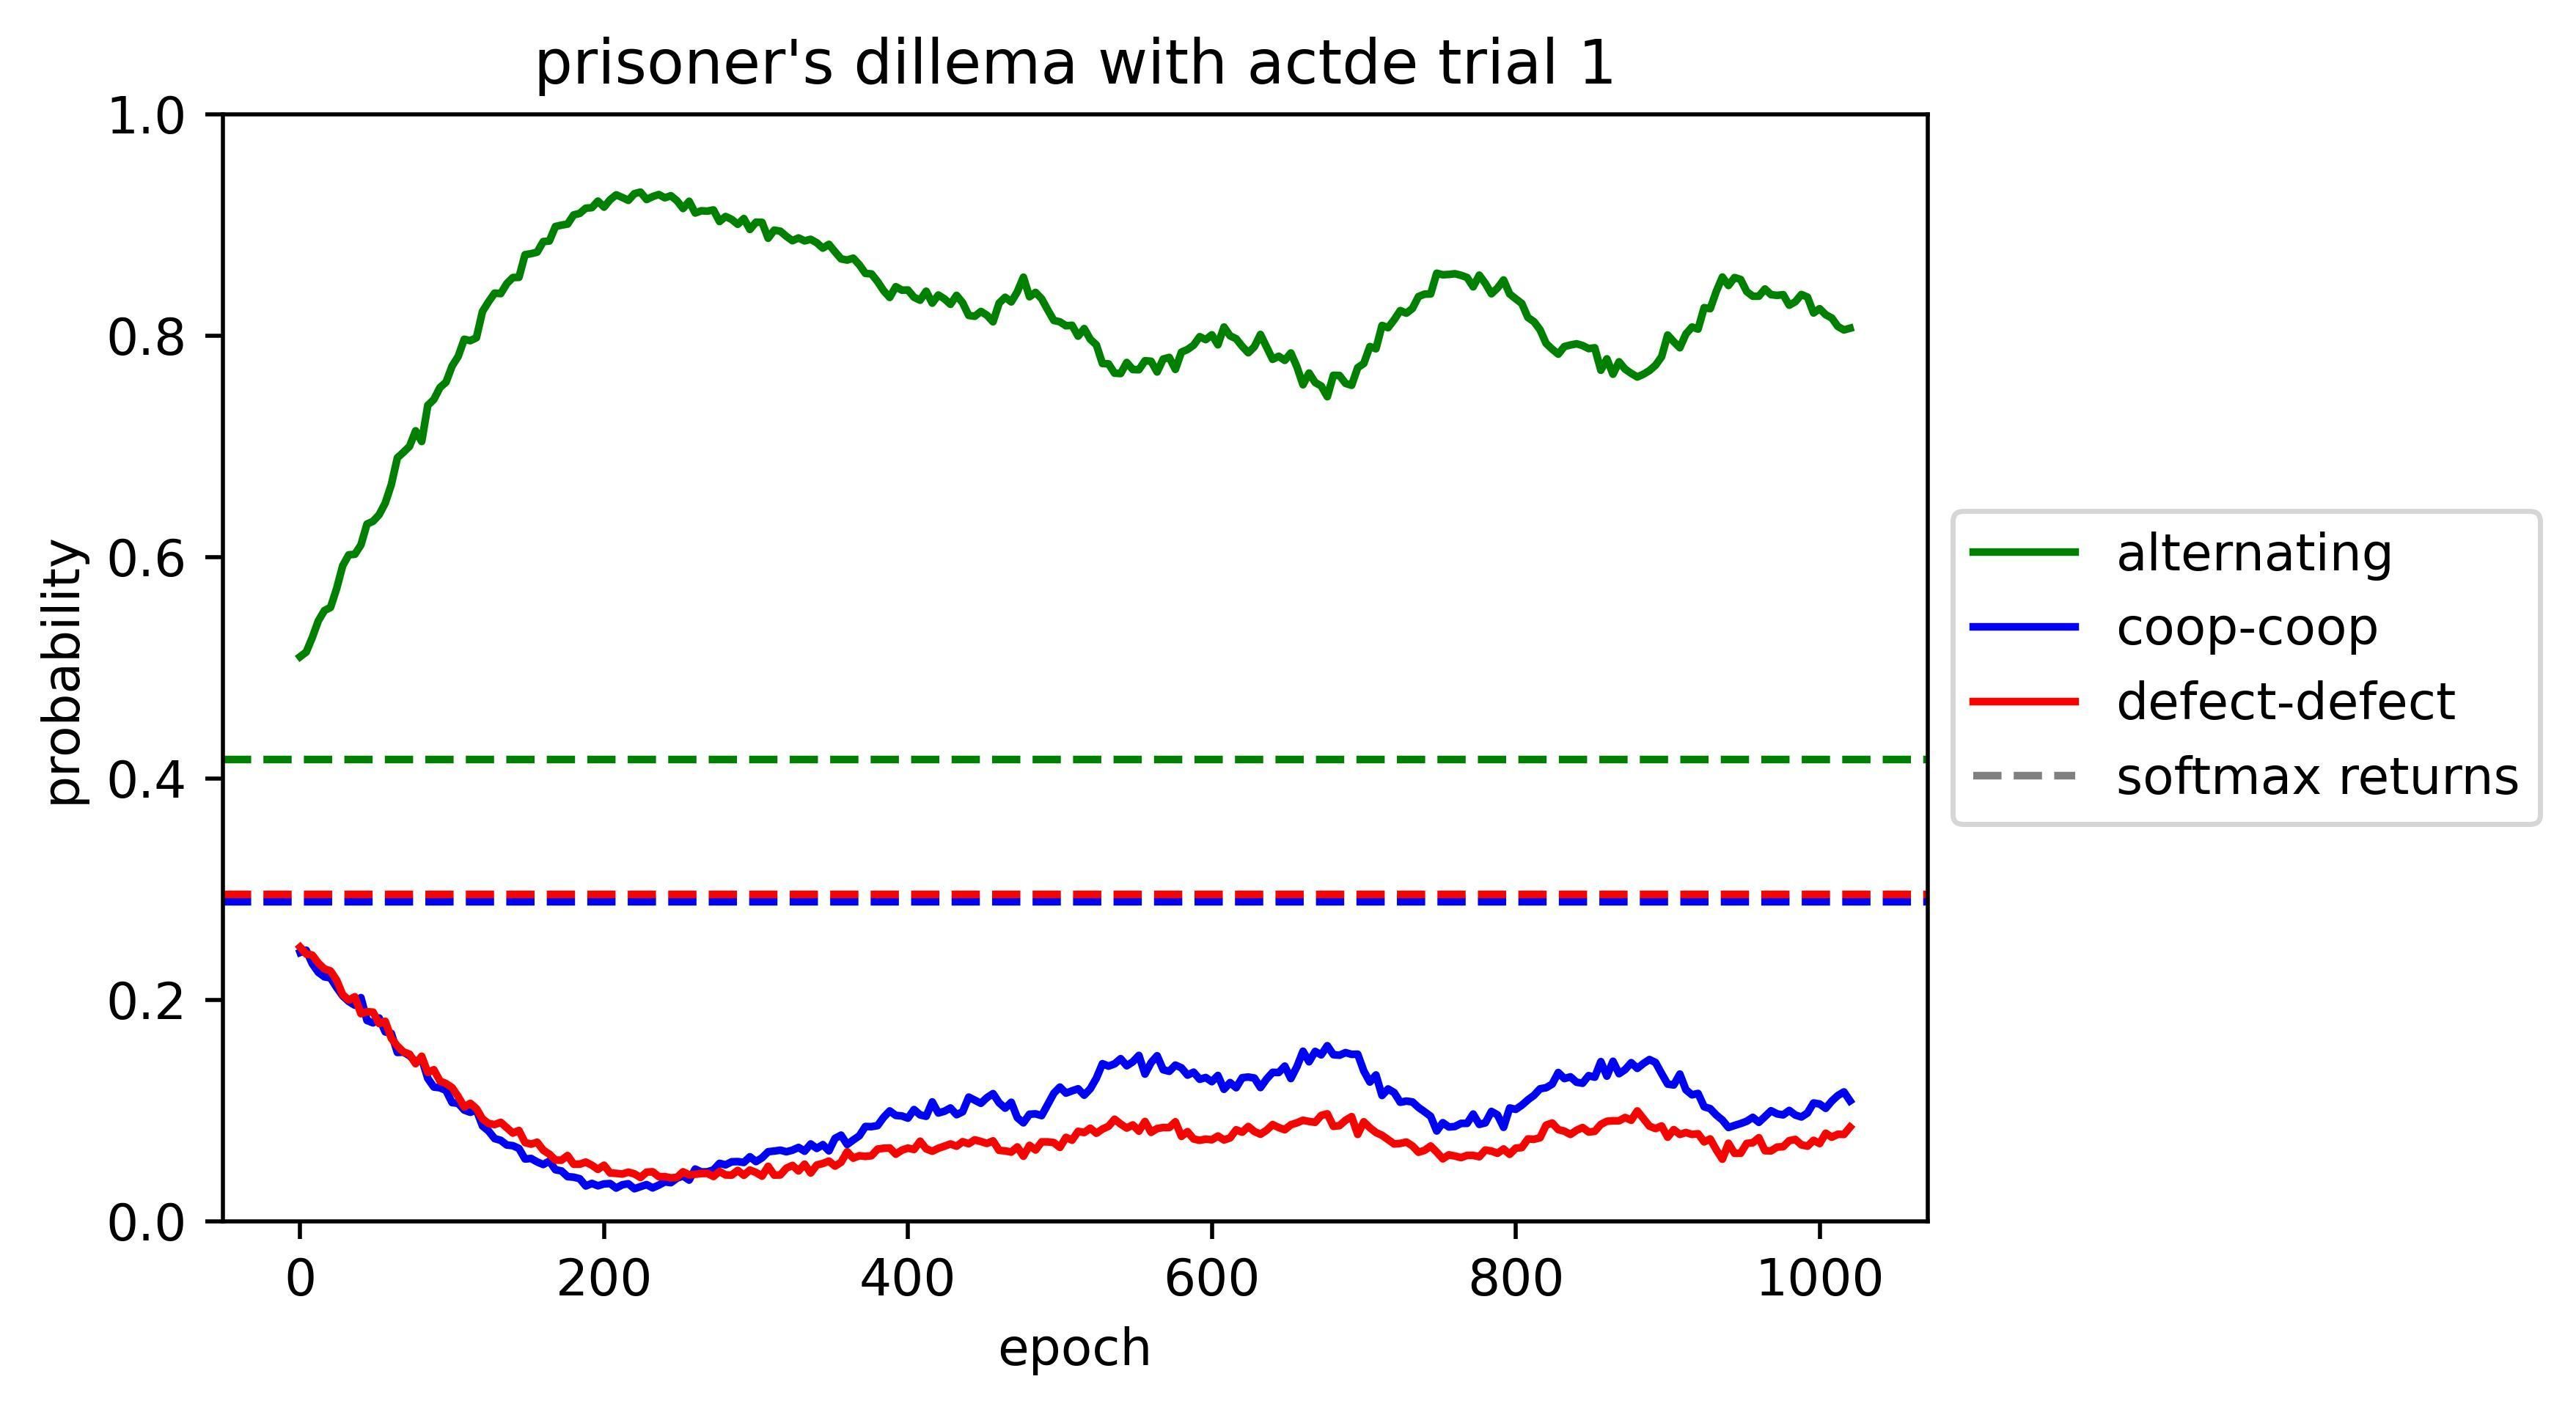 prisoner's dillema with actde trial 1
1.0
0.8
0.6
0.4
0.2
0.0
probability
0 200 400 600 800 1000
epoch
alternating
coop-coop
defect-defect
softmax returns